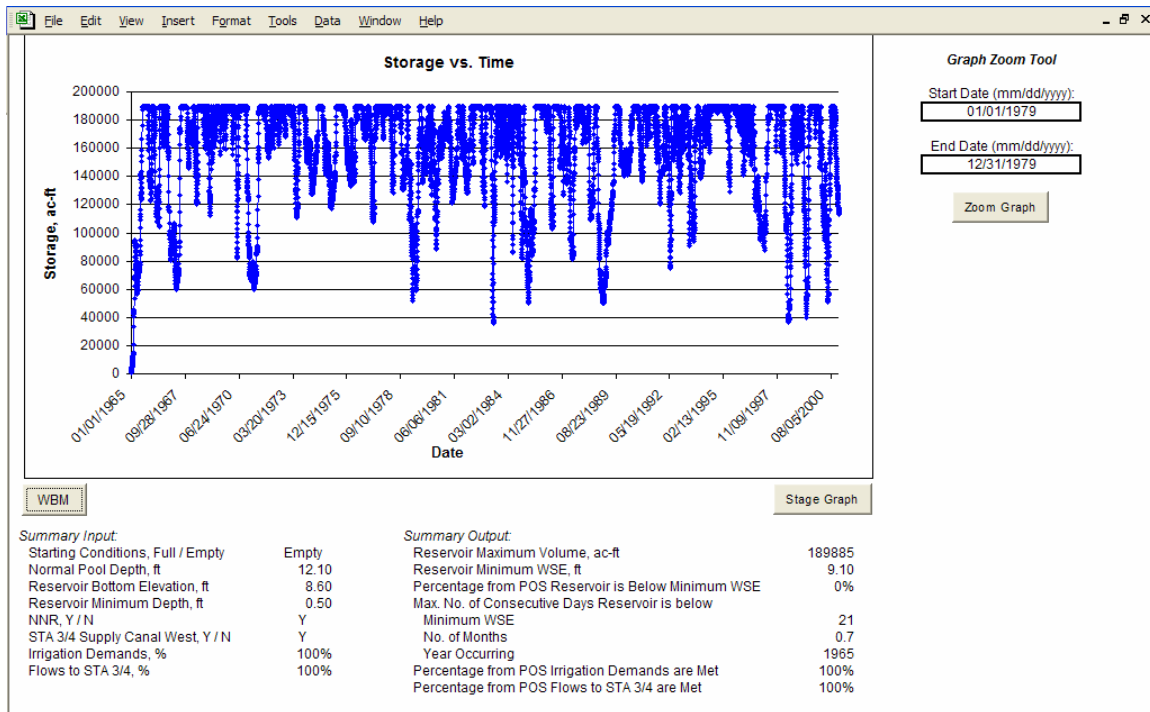 File Edit View Insert Format Tools Data Window Help
Storage vs. Time
200000
180000
160000
140000
120000
100000
80000
60000
40000
20000
0
Storage, ac-ft
01/01/1965
09/28/1967
06/24/1970
03/20/1973
12/15/1975
09/10/1978
06/06/1981
03/02/1984
11/27/1986
08/23/1989
05/19/1992
02/13/1995
11/09/1997
08/05/2000
Date
Graph Zoom Tool
Start Date (mm/dd/yyyy):
01/01/1979
End Date (mm/dd/yyyy):
12/31/1979
Zoom Graph
WBM
Stage Graph
Summary Input:
Starting Conditions, Full / Empty Empty
Normal Pool Depth, ft 12.10
Reservoir Bottom Elevation, ft 8.60
Reservoir Minimum Depth, ft 0.50
NNR, Y / N Y
STA 3/4 Supply Canal West, Y / N Y
Irrigation Demands, % 100%
Flows to STA 3/4, % 100%
Summary Output:
Reservoir Maximum Volume, ac-ft 189885
Reservoir Minimum WSE, ft 9.10
Percentage from POS Reservoir is Below Minimum WSE 0%
Max. No. of Consecutive Days Reservoir is below
Minimum WSE 21
No. of Months 0.7
Year Occurring 1965
Percentage from POS Irrigation Demands are Met 100%
Percentage from POS Flows to STA 3/4 are Met 100%